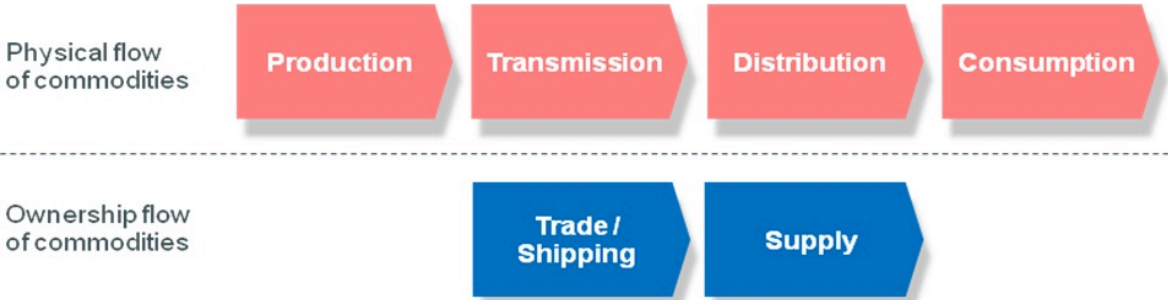 Physical flow
of commodities
Production
Transmission
Distribution
Consumption
Ownership flow
of commodities
Trade /
Shipping
Supply